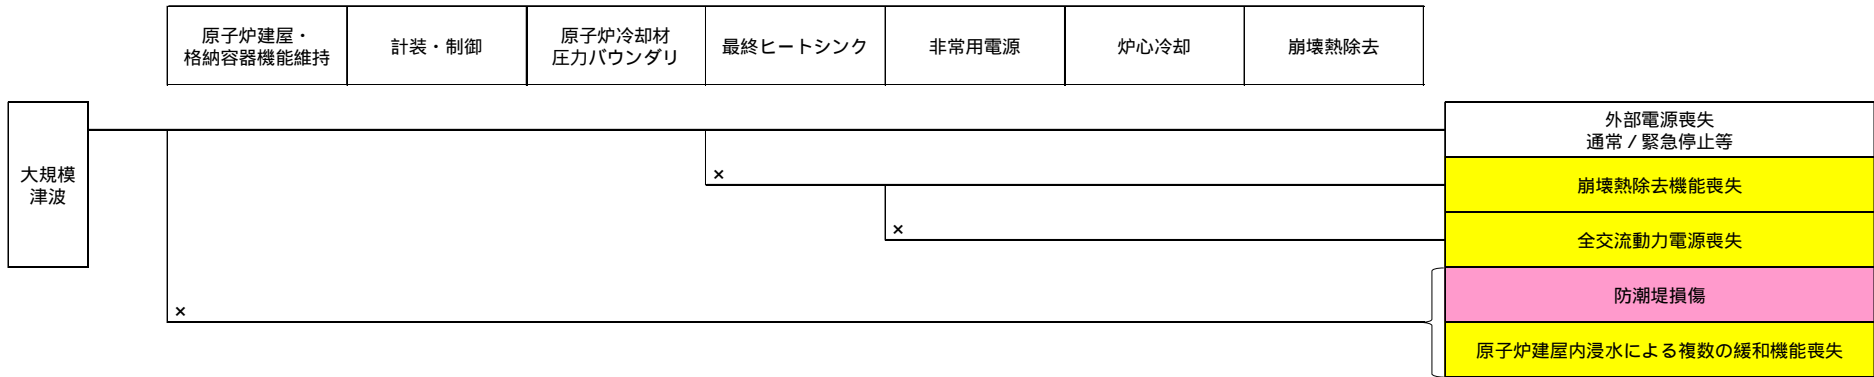 原子炉建屋・
格納容器機能維持
計装・制御
原子炉冷却材
圧力バウンダリ
最終ヒートシンク
非常用電源
炉心冷却
崩壊熱除去
大規模
津波
外部電源喪失
通常/緊急停止等
×
崩壊熱除去機能喪失
×
全交流動力電源喪失
防潮堤損傷
×
原子炉建屋内浸水による複数の緩和機能喪失